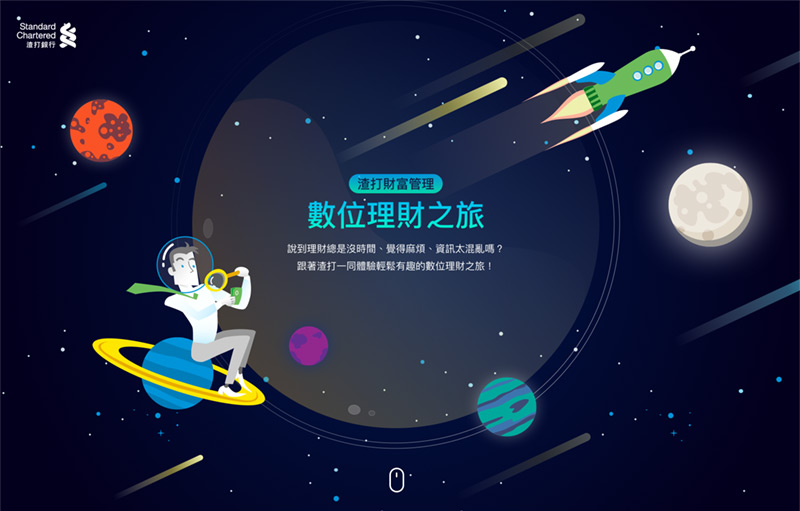 Standard
Chartered
渣打銀行
渣打財富管理
數位理財之旅
說到理財總是沒時間、覺得麻煩、資訊太混亂嗎？
跟著渣打一同體驗輕鬆有趣的數位理財之旅！